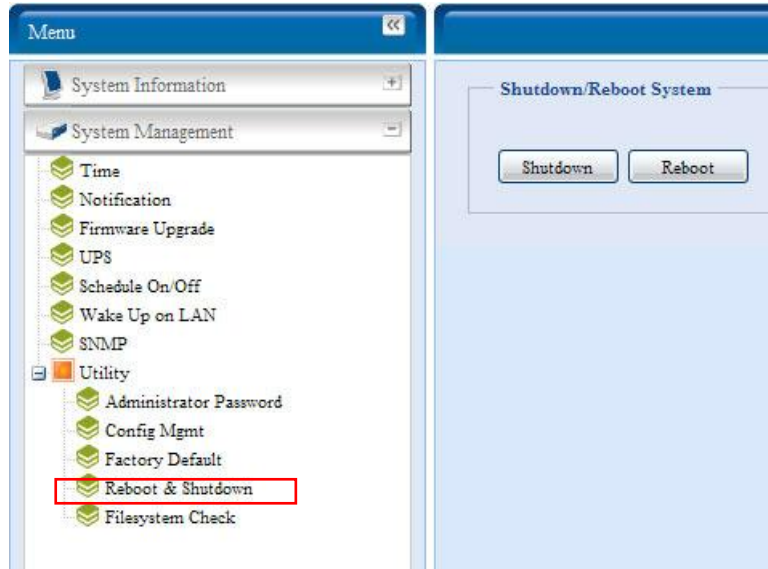 Menu
System Information
System Management
Time
Notification
Firmware Upgrade
UPS
Schedule On/Off
Wake Up on LAN
SNMP
Utility
Administrator Password
Config Mgmt
Factory Default
Reboot & Shutdown
Filesystem Check
Shutdown/Reboot System
Shutdown Reboot